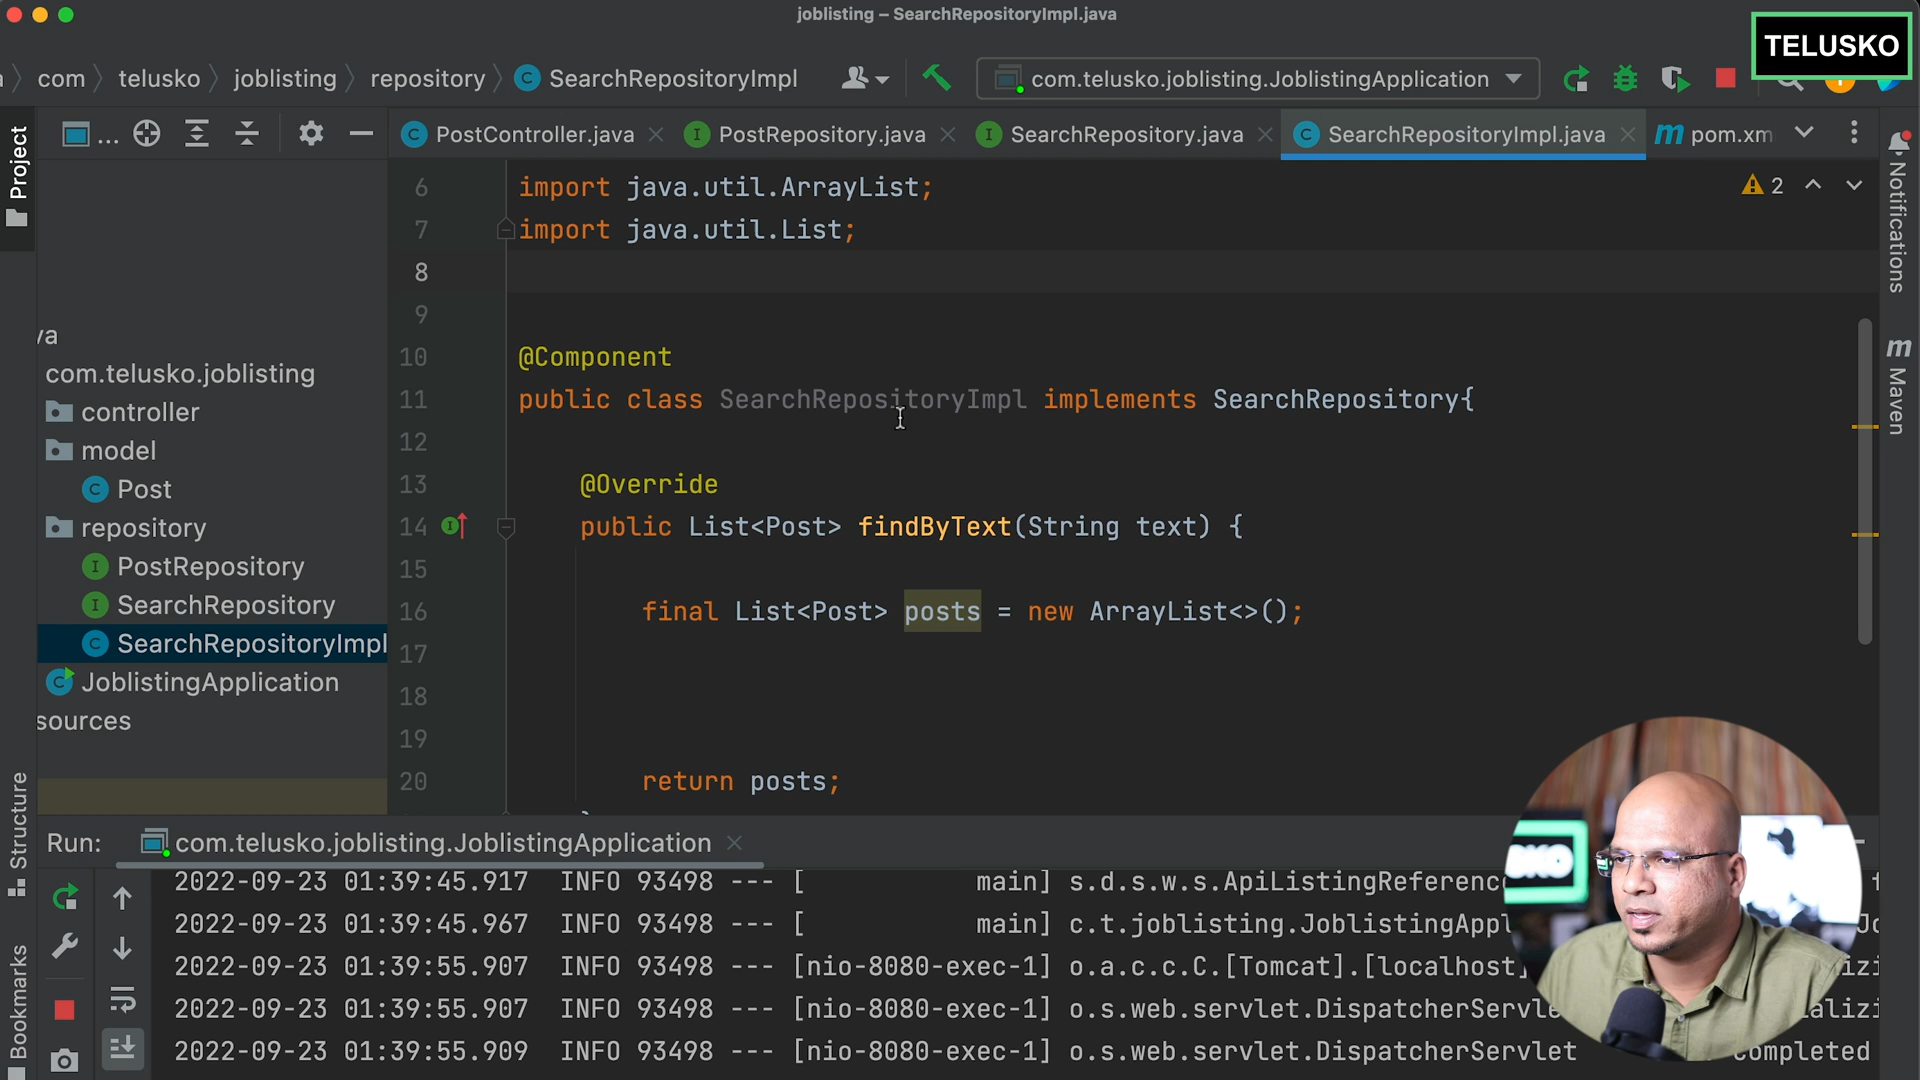 joblisting – SearchRepositoryImpl.java
TELUSKO
com
telusko
joblisting
repository
SearchRepositoryImpl
com.telusko.joblisting.JoblistingApplication
Project
...
PostController.java
PostRepository.java
SearchRepository.java
SearchRepositoryImpl.java
pom.xm
Notifications
Maven
com.telusko.joblisting
controller
model
Post
repository
PostRepository
SearchRepository
SearchRepositoryImpl
JoblistingApplication
sources
2
6 import java.util.ArrayList;
7 import java.util.List;
8
9
10 @Component
11 public class SearchRepositoryImpl implements SearchRepository{
12
13 @Override
14 public List<Post> findByText(String text) {
15
16 final List<Post> posts = new ArrayList<>();
17
18
19
20 return posts;
Structure
Bookmarks
Run:
com.telusko.joblisting.JoblistingApplication
2022-09-23 01:39:45.917 INFO 93498 --- [ main] s.d.s.w.s.ApiListingReferenc
2022-09-23 01:39:45.967 INFO 93498 --- [ main] c.t.joblisting.JoblistingAppl
2022-09-23 01:39:55.907 INFO 93498 --- [nio-8080-exec-1] o.a.c.c.C.[Tomcat].[localhost]
2022-09-23 01:39:55.907 INFO 93498 --- [nio-8080-exec-1] o.s.web.servlet.DispatcherServle
2022-09-23 01:39:55.909 INFO 93498 --- [nio-8080-exec-1] o.s.web.servlet.DispatcherServlet completed